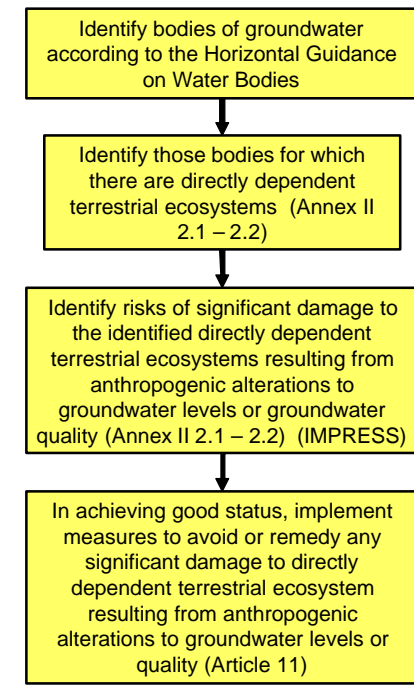 Identify bodies of groundwater
according to the Horizontal Guidance
on Water Bodies
Identify those bodies for which
there are directly dependent
terrestrial ecosystems (Annex II
2.1 – 2.2)
Identify risks of significant damage to
the identified directly dependent
terrestrial ecosystems resulting from
anthropogenic alterations to
groundwater levels or groundwater
quality (Annex II 2.1 – 2.2) (IMPRESS)
In achieving good status, implement
measures to avoid or remedy any
significant damage to directly
dependent terrestrial ecosystem
resulting from anthropogenic
alterations to groundwater levels or
quality (Article 11)